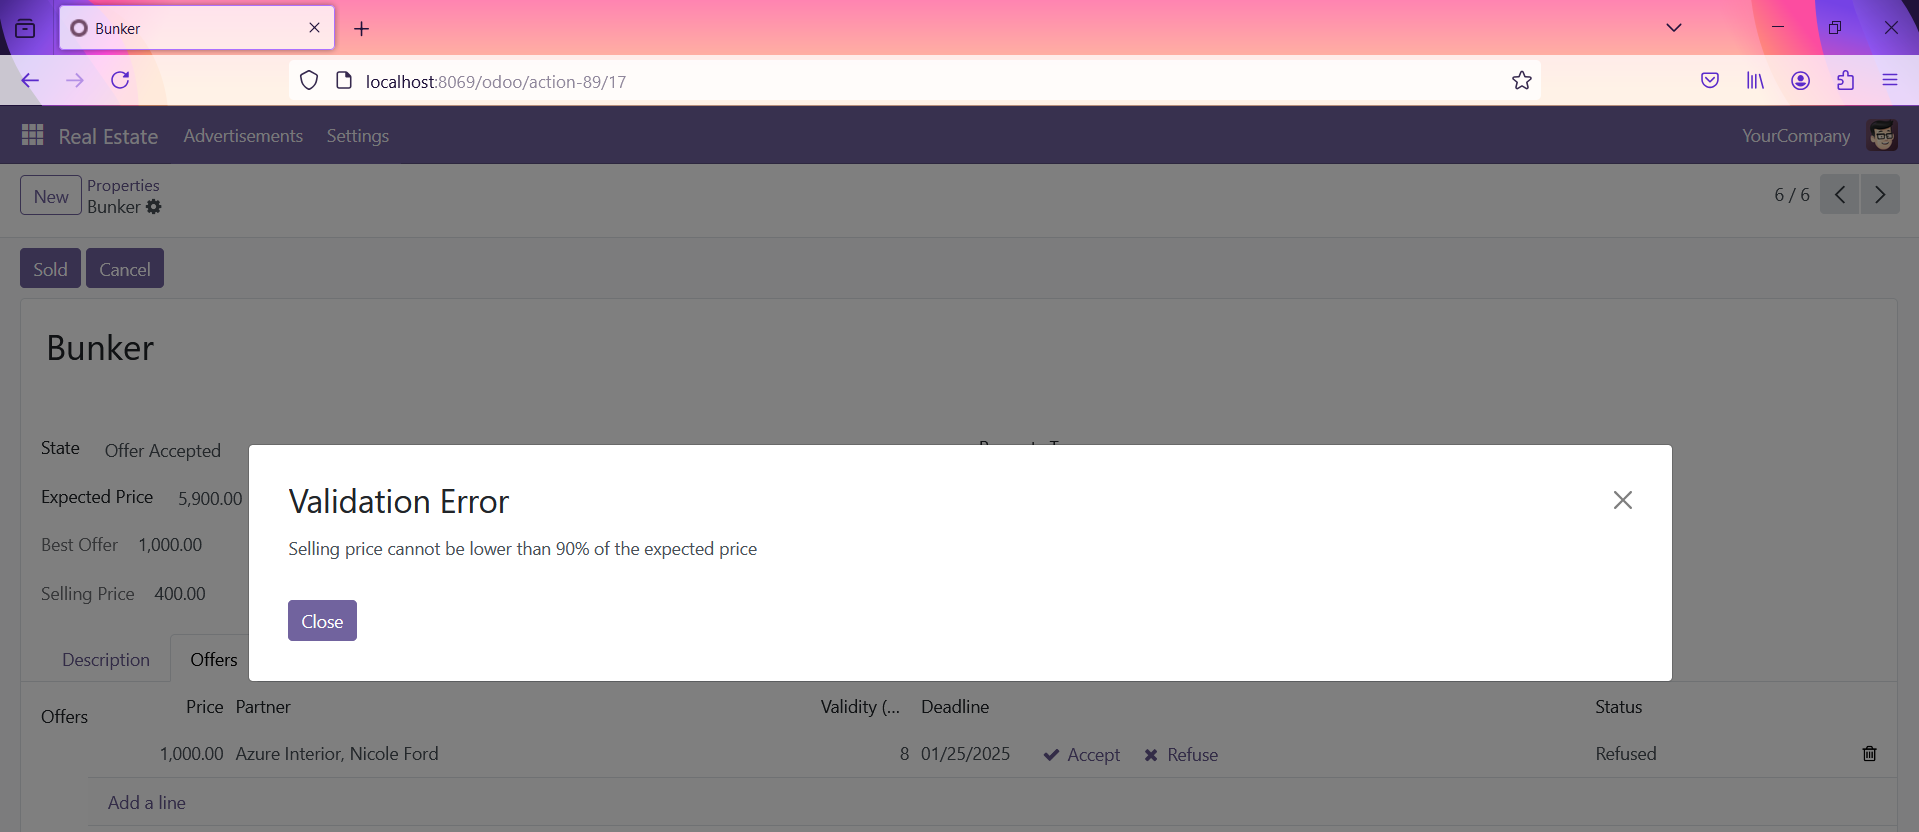 Bunker
localhost:8069/odoo/action-89/17
Real Estate Advertisements Settings YourCompany
New Properties
Bunker 6 / 6
Sold Cancel
Bunker
State Offer Accepted
Expected Price 5,900.00
Best Offer 1,000.00
Selling Price 400.00
Validation Error
Selling price cannot be lower than 90% of the expected price
Close
Description Offers
Offers Price Partner Validity (... Deadline Status
1,000.00 Azure Interior, Nicole Ford 8 01/25/2025 Accept Refuse Refused
Add a line